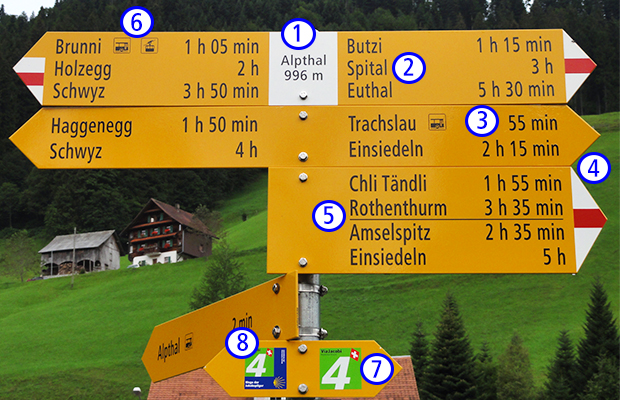 6
1
Brunni 1 h 05 min
Holzegg 2 h
Schwyz 3 h 50 min
Alpthal
996 m
Butzi 1 h 15 min
Spital 2 3 h
Euthal 5 h 30 min
Haggenegg 1 h 50 min
Schwyz 4 h
Trachslau 3 55 min
Einsiedeln 2 h 15 min
4
Chli Tändli 1 h 55 min
5 Rothenthurm 3 h 35 min
Amselspitz 2 h 35 min
Einsiedeln 5 h
Alpthal 2 min
8
4
ViaJacobi
4
7